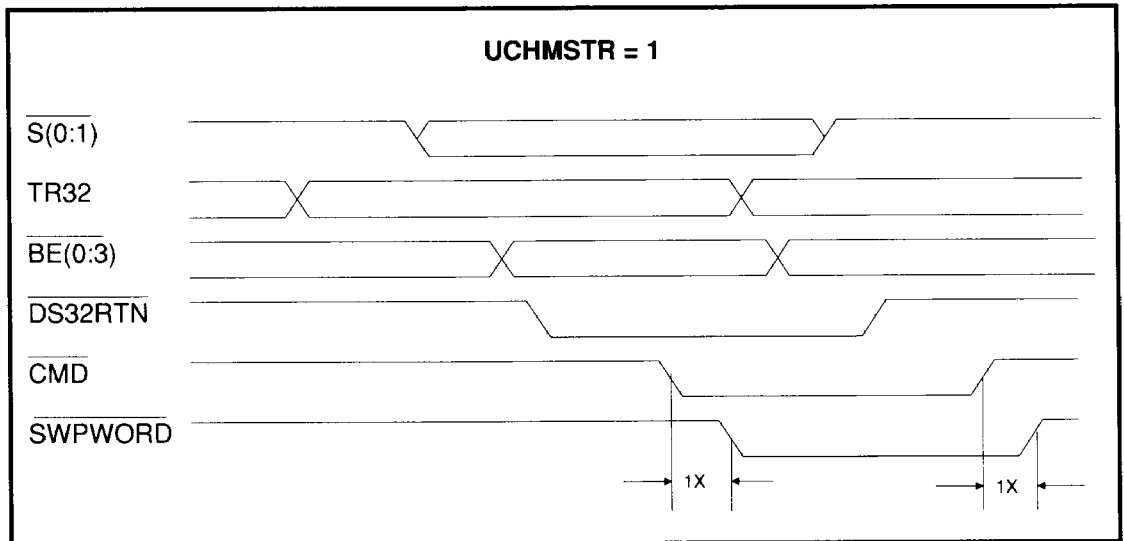 UCHMSTR = 1
S(0:1)
TR32
BE(0:3)
DS32RTN
CMD
SWPWORD
1X
1X